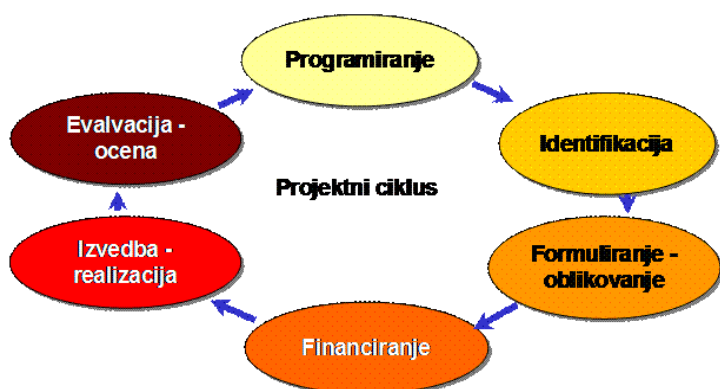 Programiranje
Identifikacija
Formuliranje -
oblikovanje
Financiranje
Izvedba -
realizacija
Evalvacija -
ocena
Projektni ciklus